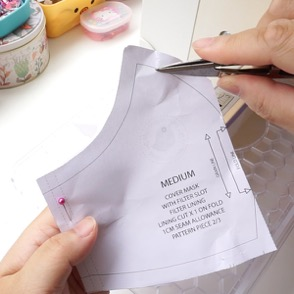 MEDIUM
COVER MASK
WITH FILTER SLOT
FILTER LINING
LINING CUT X 1 ON FOLD
1CM SEAM ALLOWANCE
PATTERN PIECE 2/3